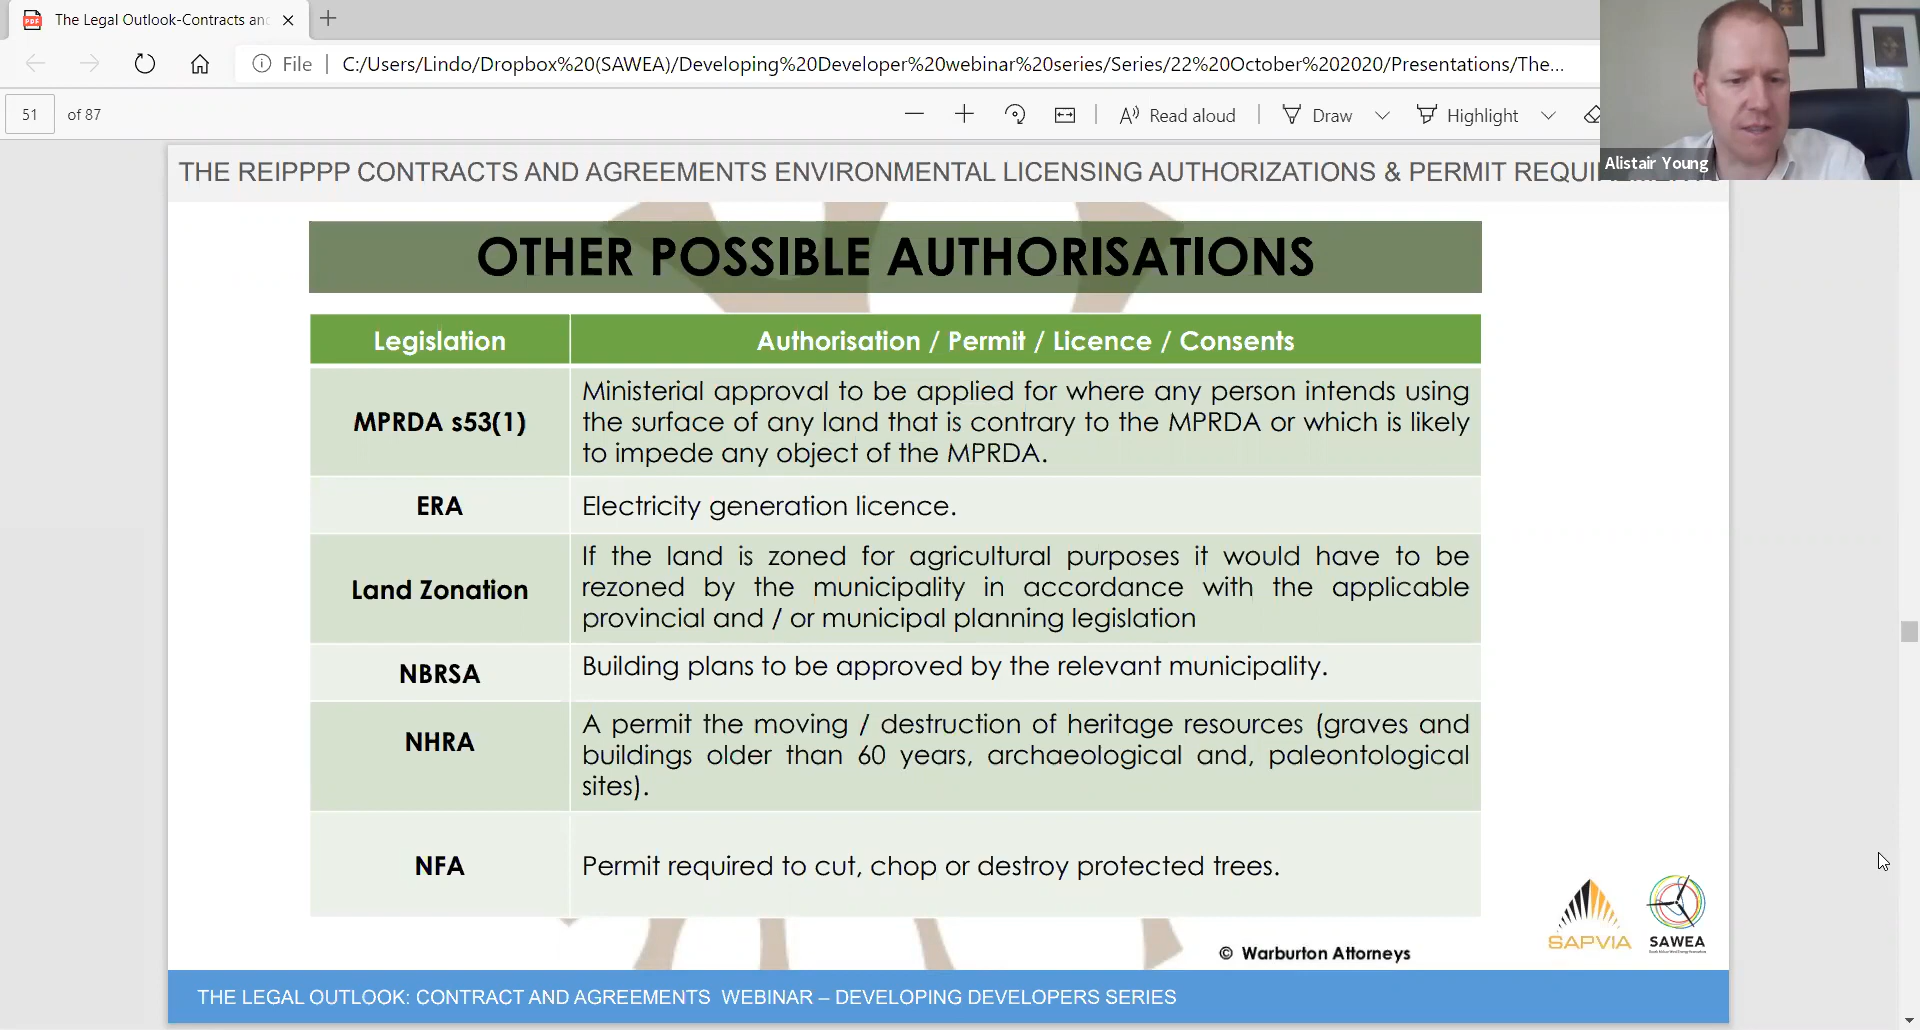 The Legal Outlook-Contracts and
File
C:/Users/Lindo/Dropbox%20(SAWEA)/Developing%20Developer%20webinar%20series/Series/22%20October%202020/Presentations/The...
51 of 87
Read aloud
Draw
Highlight
Alistair Young
THE REIPPPP CONTRACTS AND AGREEMENTS ENVIRONMENTAL LICENSING AUTHORIZATIONS & PERMIT REQUIREMENTS
OTHER POSSIBLE AUTHORISATIONS
Legislation
Authorisation / Permit / Licence / Consents
MPRDA s53(1)
Ministerial approval to be applied for where any person intends using
the surface of any land that is contrary to the MPRDA or which is likely
to impede any object of the MPRDA.
ERA
Electricity generation licence.
Land Zonation
If the land is zoned for agricultural purposes it would have to be
rezoned by the municipality in accordance with the applicable
provincial and / or municipal planning legislation
NBRSA
Building plans to be approved by the relevant municipality.
NHRA
A permit the moving / destruction of heritage resources (graves and
buildings older than 60 years, archaeological and, paleontological
sites).
NFA
Permit required to cut, chop or destroy protected trees.
SAPVIA
SAWEA
© Warburton Attorneys
THE LEGAL OUTLOOK: CONTRACT AND AGREEMENTS WEBINAR – DEVELOPING DEVELOPERS SERIES